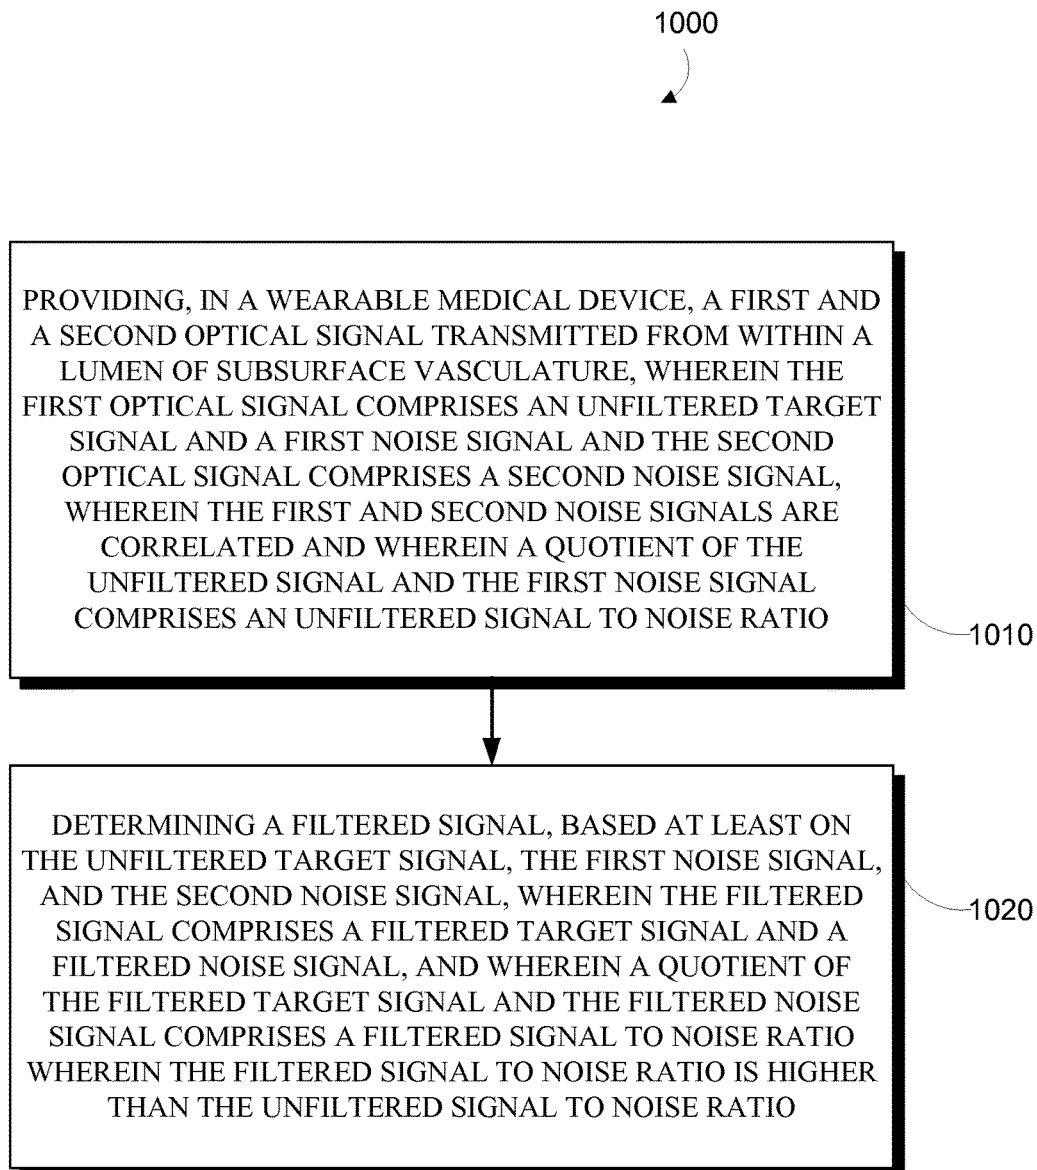 1000
PROVIDING, IN A WEARABLE MEDICAL DEVICE, A FIRST AND
A SECOND OPTICAL SIGNAL TRANSMITTED FROM WITHIN A
LUMEN OF SUBSURFACE VASCULATURE, WHEREIN THE
FIRST OPTICAL SIGNAL COMPRISES AN UNFILTERED TARGET
SIGNAL AND A FIRST NOISE SIGNAL AND THE SECOND
OPTICAL SIGNAL COMPRISES A SECOND NOISE SIGNAL,
WHEREIN THE FIRST AND SECOND NOISE SIGNALS ARE
CORRELATED AND WHEREIN A QUOTIENT OF THE
UNFILTERED SIGNAL AND THE FIRST NOISE SIGNAL
COMPRISES AN UNFILTERED SIGNAL TO NOISE RATIO
1010
DETERMINING A FILTERED SIGNAL, BASED AT LEAST ON
THE UNFILTERED TARGET SIGNAL, THE FIRST NOISE SIGNAL,
AND THE SECOND NOISE SIGNAL, WHEREIN THE FILTERED
SIGNAL COMPRISES A FILTERED TARGET SIGNAL AND A
FILTERED NOISE SIGNAL, AND WHEREIN A QUOTIENT OF
THE FILTERED TARGET SIGNAL AND THE FILTERED NOISE
SIGNAL COMPRISES A FILTERED SIGNAL TO NOISE RATIO
WHEREIN THE FILTERED SIGNAL TO NOISE RATIO IS HIGHER
THAN THE UNFILTERED SIGNAL TO NOISE RATIO
1020